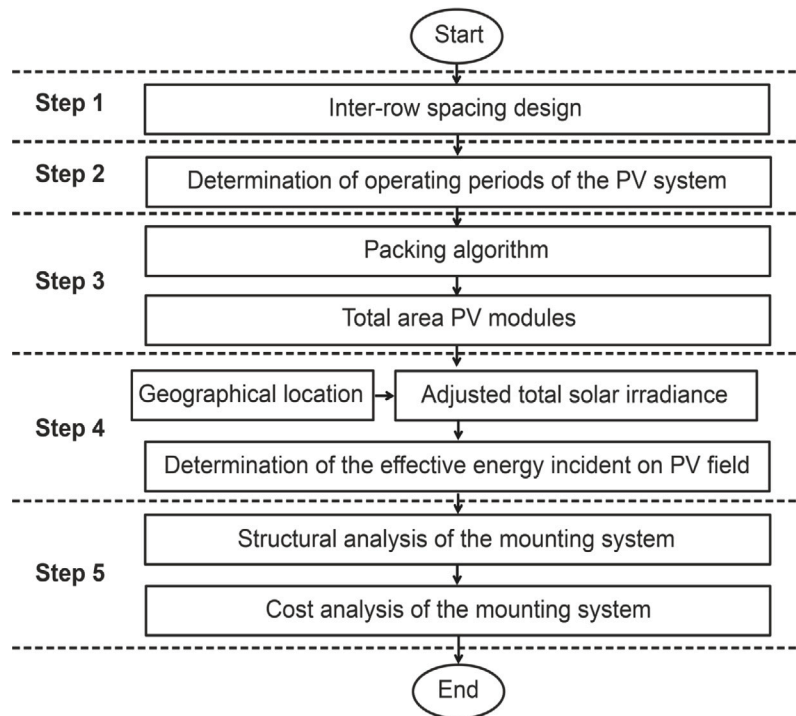 Start
Step 1
Inter-row spacing design
Step 2
Determination of operating periods of the PV system
Step 3
Packing algorithm
Total area PV modules
Step 4
Geographical location
Adjusted total solar irradiance
Determination of the effective energy incident on PV field
Step 5
Structural analysis of the mounting system
Cost analysis of the mounting system
End